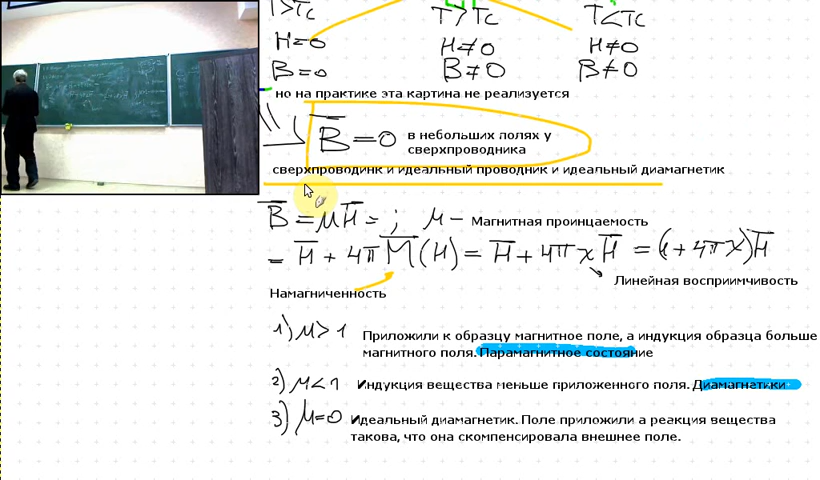 T>Tc T>Tc T<Tc
H=0 H≠0 H≠0
B=0 B≠0 B≠0
но на практике эта картина не реализуется
B̅=0 в небольших лолях у
сверхпроводника
сверхпроводинк и идеальный проводник и идеальный диамагнетик
B̅=μH̅= ; μ — Магнитная проинцаемость
= H̅+4πM̅(H)=H̅+4πχH̅=(1+4πχ)H̅
Линейная восприимчивость
Намагниченность
1) μ>1 Приложили к образцу магнитное поле, а индукция образца больше
магнитного поля. Парамагнитное состояние
2) μ<1 Индукция вещества меньше приложенного поля. Диамагнетики
3) μ=0 Идеальный диамагнетик. Поле приложили а реакция вещества
такова, что она скомпенсировала внешнее поле.